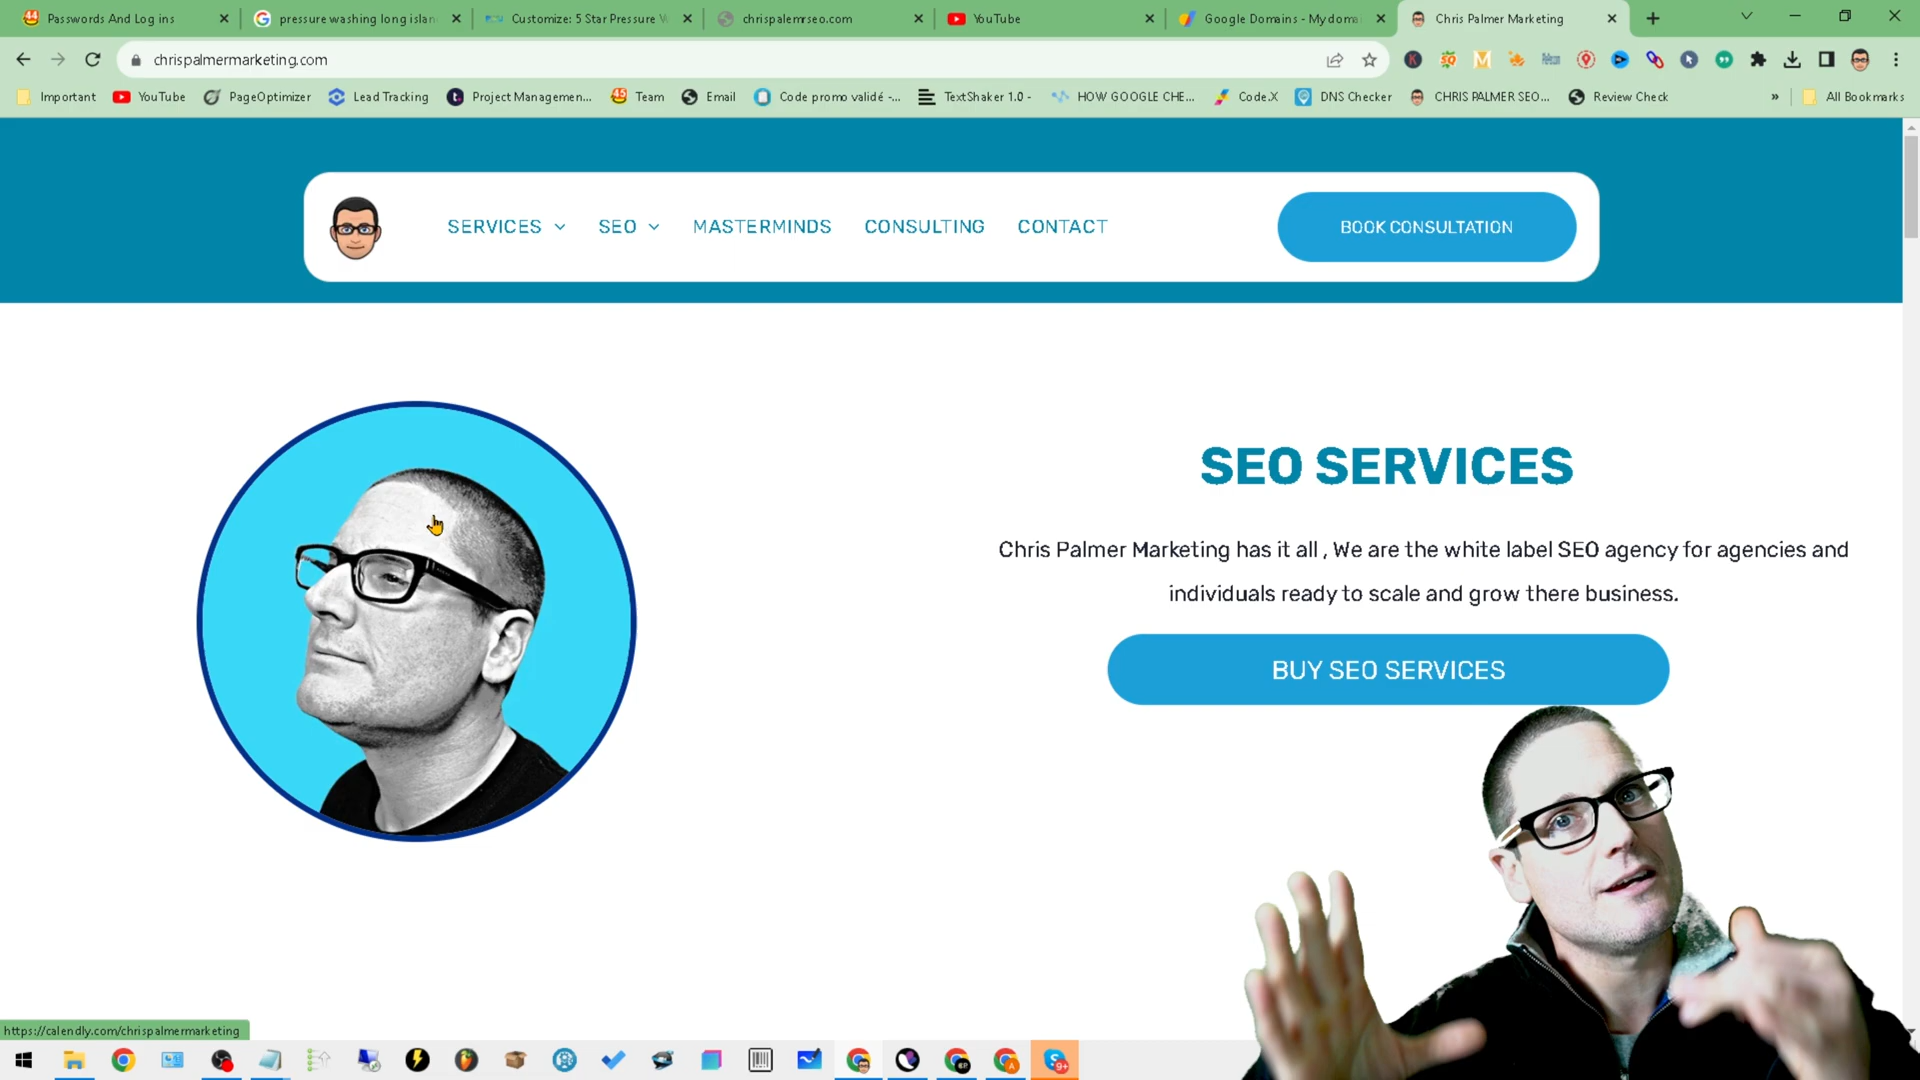 Passwords And Log ins
pressure washing long islan
Customize: 5 Star Pressure W
chrispalemrseo.com
YouTube
Google Domains - My doma
Chris Palmer Marketing
chrispalmermarketing.com
Important
YouTube
PageOptimizer
Lead Tracking
Project Managemen...
Team
Email
Code promo validé -...
TextShaker 1.0 -
HOW GOOGLE CHE...
Code.X
DNS Checker
CHRIS PALMER SEO...
Review Check
»
All Bookmarks
SERVICES
SEO
MASTERMINDS
CONSULTING
CONTACT
BOOK CONSULTATION
SEO SERVICES
Chris Palmer Marketing has it all , We are the white label SEO agency for agencies and
individuals ready to scale and grow there business.
BUY SEO SERVICES
https://calendly.com/chrispalmermarketing